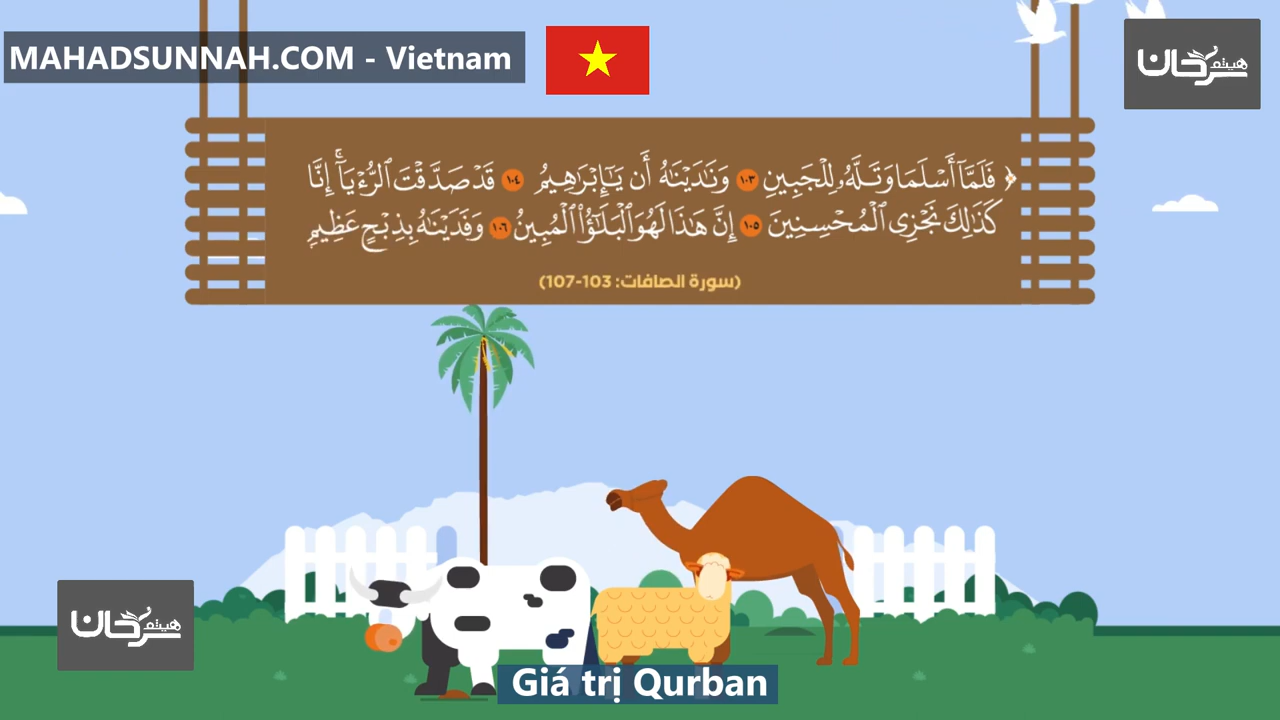 MAHADSUNNAH.COM - Vietnam
هيثم سرحان
﴿ فَلَمَّآ أَسْلَمَا وَتَلَّهُۥ لِلْجَبِينِ ١٠٣ وَنَٰدَيْنَٰهُ أَن يَٰٓإِبْرَٰهِيمُ ١٠٤ قَدْ صَدَّقْتَ ٱلرُّءْيَآۚ إِنَّا
كَذَٰلِكَ نَجْزِى ٱلْمُحْسِنِينَ ١٠٥ إِنَّ هَٰذَا لَهُوَ ٱلْبَلَٰٓؤُا۟ ٱلْمُبِينُ ١٠٦ وَفَدَيْنَٰهُ بِذِبْحٍ عَظِيمٍ
(سورة الصافات: 103-107)
هيثم سرحان
Giá trị Qurban